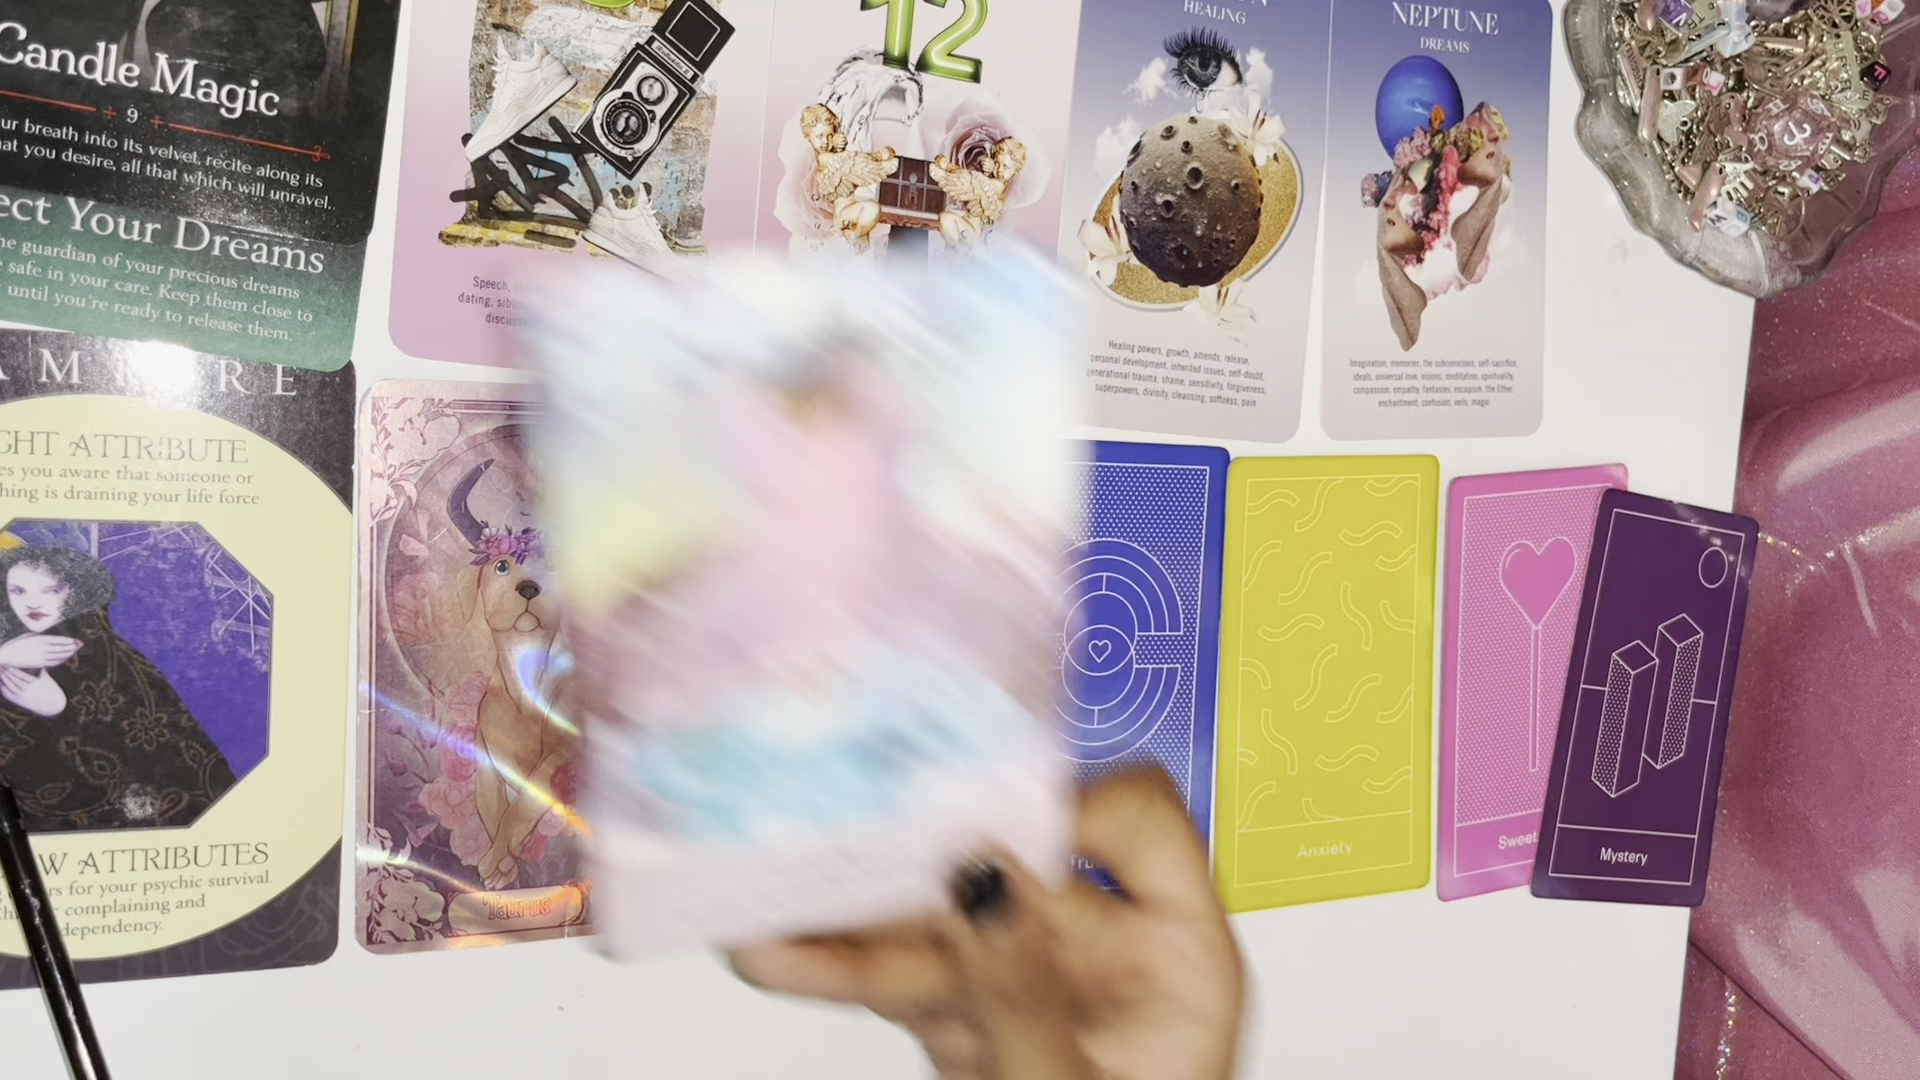 Candle Magic
9
ur breath into its velvet, recite along its
at you desire, all that which will unravel.
3
ect Your Dreams
he guardian of your precious dreams
safe in your care. Keep them close to
until you're ready to release them.
GHT ATTRIBUTE
es you aware that someone or
hing is draining your life force.
W ATTRIBUTES
rs for your psychic survival.
complaining and
dependency.
ART
Speech,
dating,
discus
12
HEALING
Healing powers, growth, amends, release,
personal development, inherited issues, self-doubt,
generational trauma, shame, sensitivity, forgiveness,
superpowers, divinity, cleansing, softness, pain
NEPTUNE
DREAMS
Imagination, memories, the subconscious, self-sacrifice,
ideals, universal love, visions, meditation, spirituality,
compassion, empathy, fantasies, escapism, the Ether,
enchantment, confusion, veils, magic
Taurus
Anxiety
Sweet
Mystery